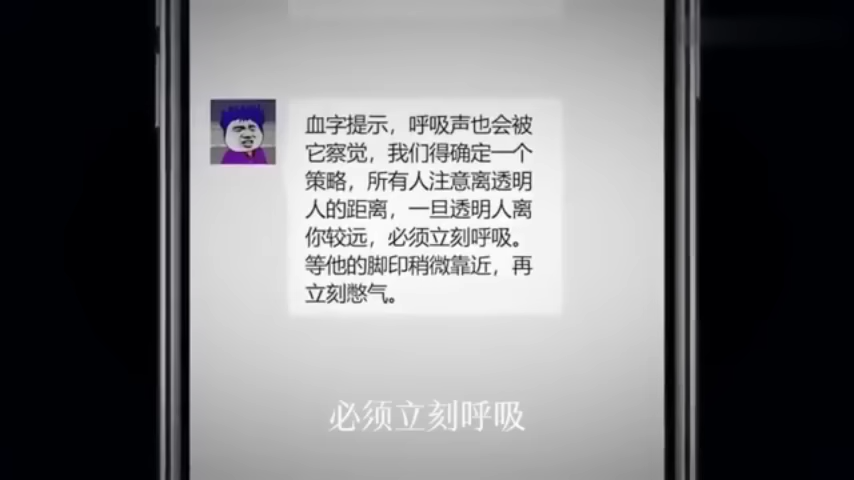 血字提示，呼吸声也会被
它察觉，我们得确定一个
策略，所有人注意离透明
人的距离，一旦透明人离
你较远，必须立刻呼吸。
等他的脚印稍微靠近，再
立刻憋气。
必须立刻呼吸